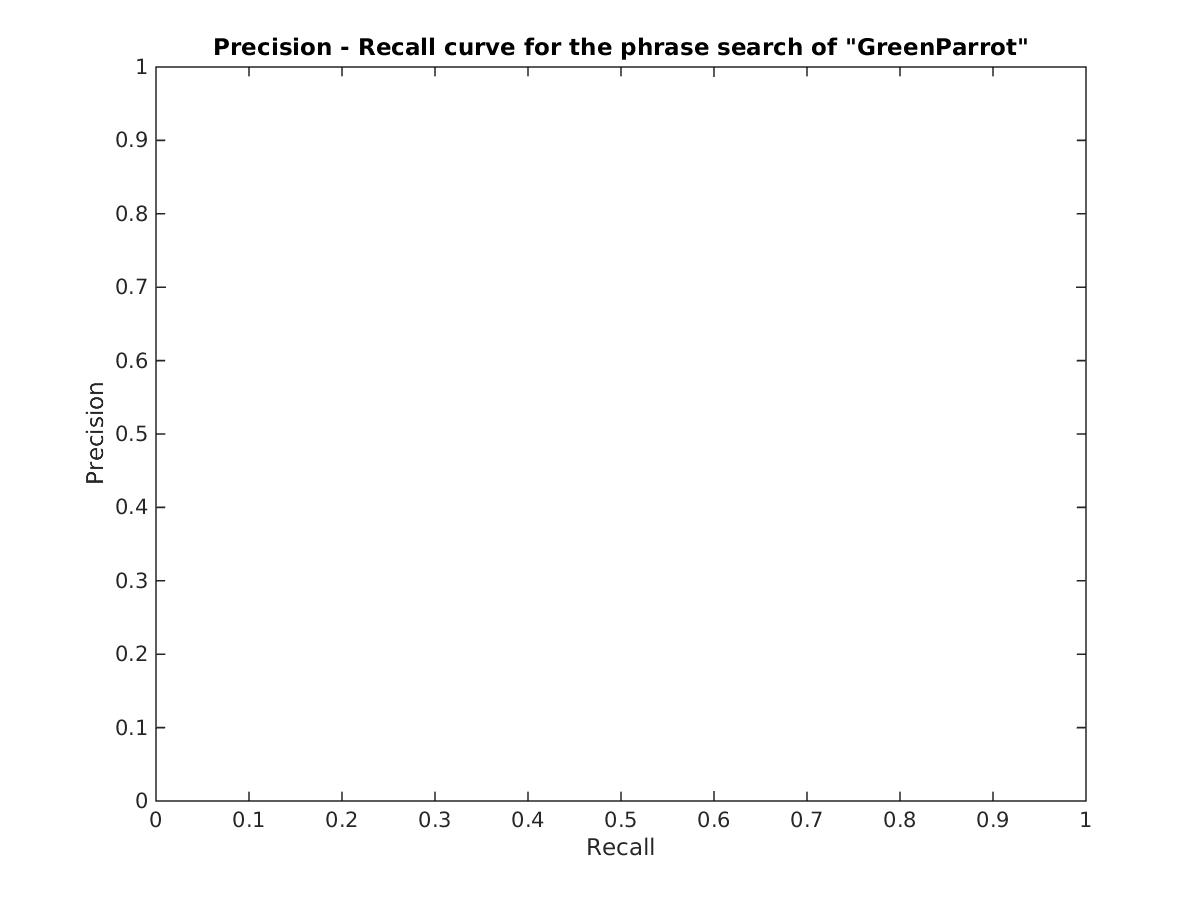 Precision - Recall curve for the phrase search of "GreenParrot"
1
0.9
0.8
0.7
0.6
0.5
0.4
0.3
0.2
0.1
0
Precision
0 0.1 0.2 0.3 0.4 0.5 0.6 0.7 0.8 0.9 1
Recall